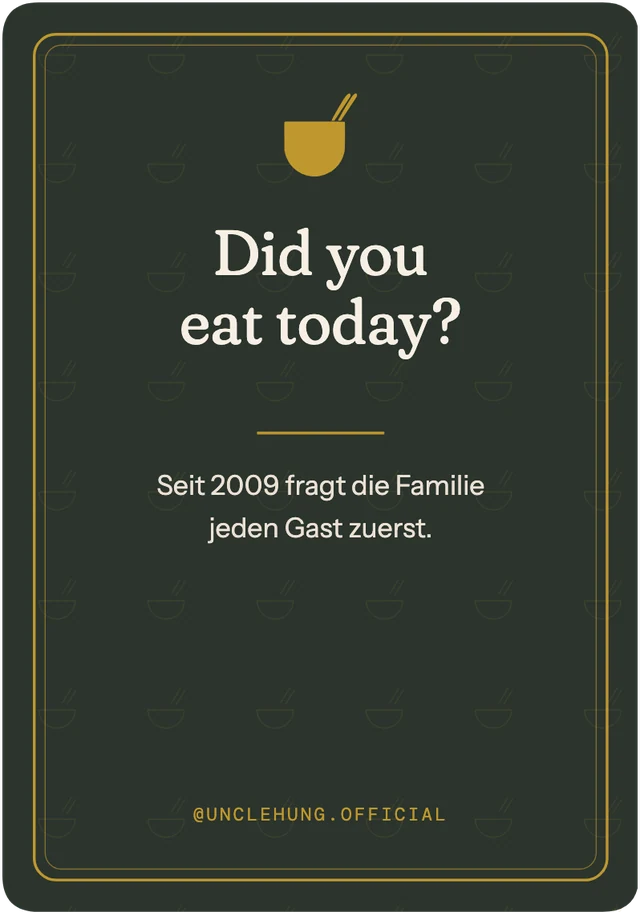 Did you
eat today?
Seit 2009 fragt die Familie
jeden Gast zuerst.
@UNCLEHUNG.OFFICIAL